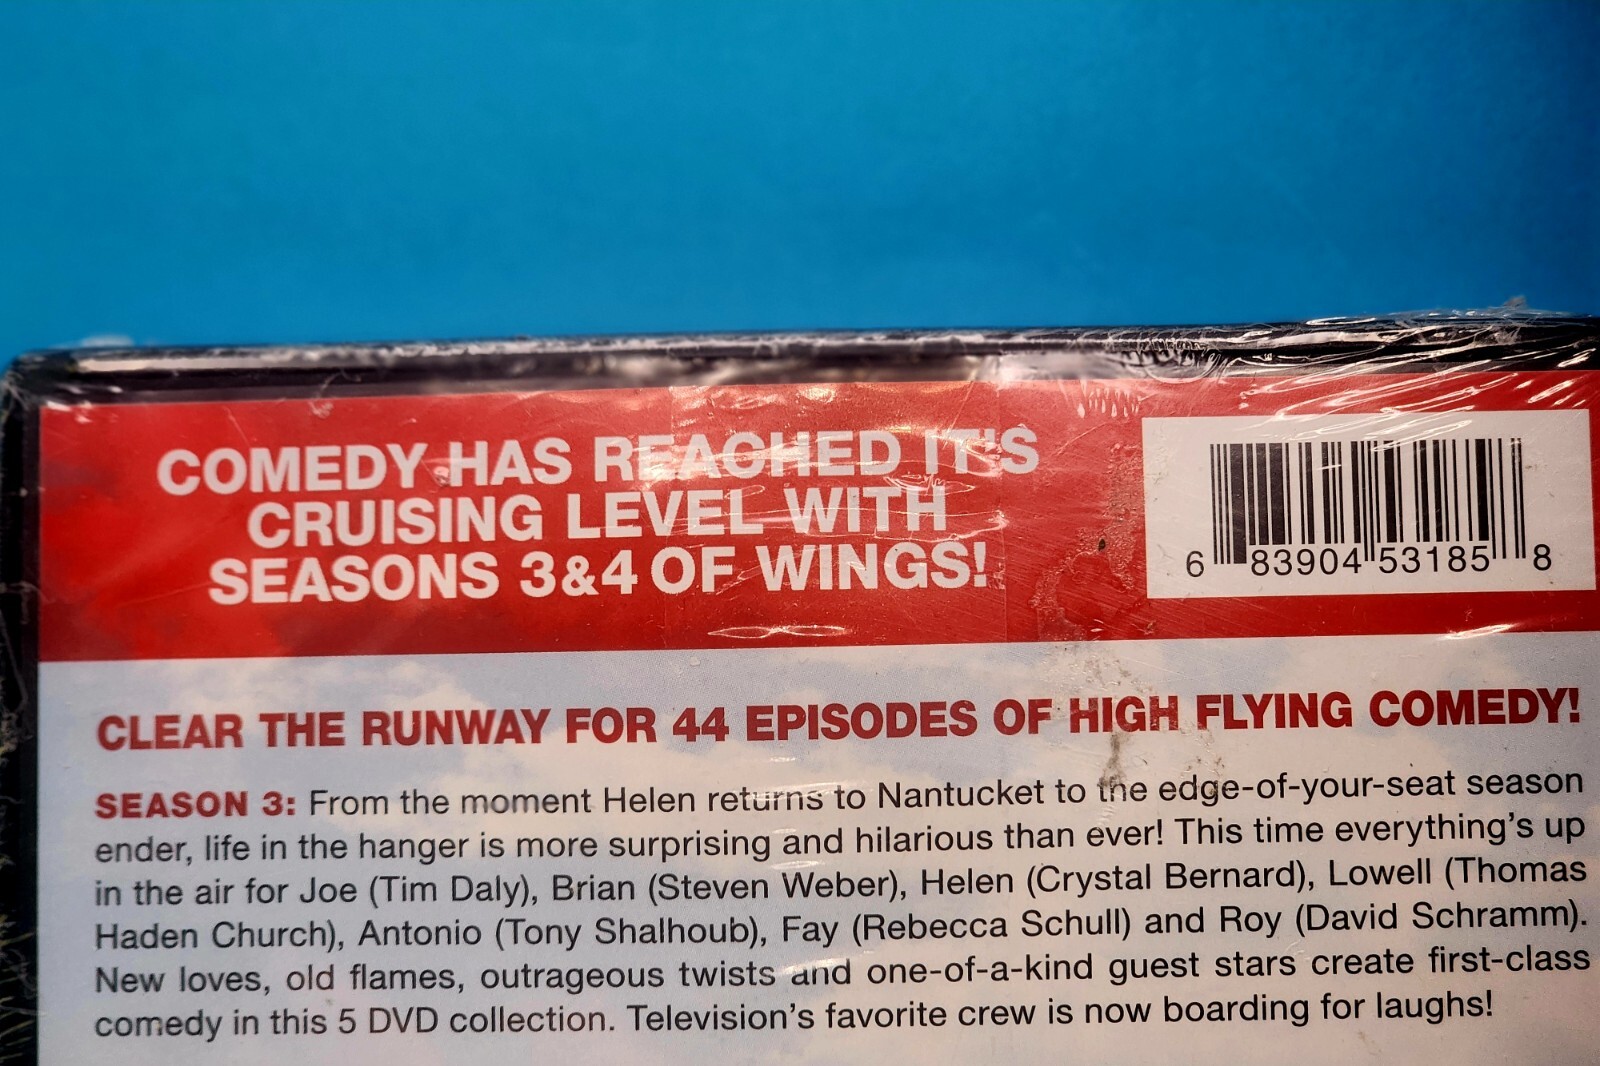 COMEDY HAS REACHED IT'S
CRUISING LEVEL WITH
SEASONS 3&4 OF WINGS!
6 83904 53185 8
CLEAR THE RUNWAY FOR 44 EPISODES OF HIGH FLYING COMEDY!
SEASON 3: From the moment Helen returns to Nantucket to the edge-of-your-seat season
ender, life in the hanger is more surprising and hilarious than ever! This time everything's up
in the air for Joe (Tim Daly), Brian (Steven Weber), Helen (Crystal Bernard), Lowell (Thomas
Haden Church), Antonio (Tony Shalhoub), Fay (Rebecca Schull) and Roy (David Schramm).
New loves, old flames, outrageous twists and one-of-a-kind guest stars create first-class
comedy in this 5 DVD collection. Television's favorite crew is now boarding for laughs!